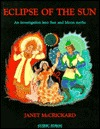 ECLIPSE OF THE SUN
An investigation into Sun and Moon myths
JANET McCRICKARD